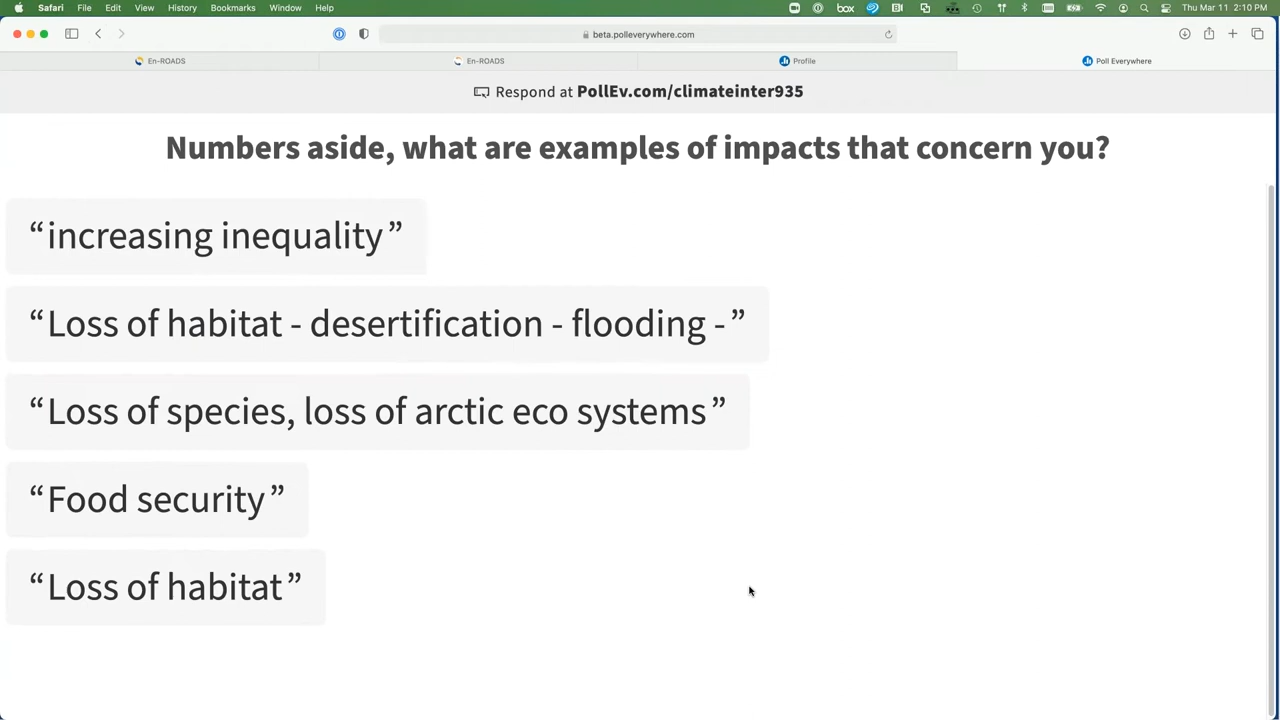 Safari File Edit View History Bookmarks Window Help box Thu Mar 11 2:10 PM
beta.polleverywhere.com
En-ROADS En-ROADS Profile Poll Everywhere
Respond at PollEv.com/climateinter935
Numbers aside, what are examples of impacts that concern you?
“increasing inequality”
“Loss of habitat - desertification - flooding -”
“Loss of species, loss of arctic eco systems”
“Food security”
“Loss of habitat”